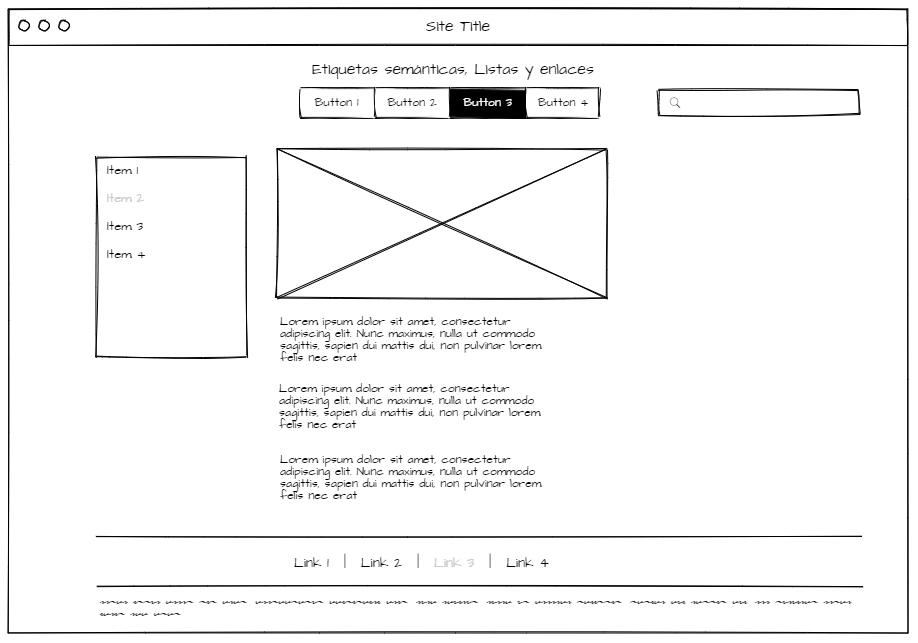 Site Title
Etiquetas semánticas, Listas y enlaces
Button 1 Button 2 Button 3 Button 4
Item 1
Item 2
Item 3
Item 4
Lorem ipsum dolor sit amet, consectetur
adipiscing elit. Nunc maximus, nulla ut commodo
sagittis, sapien dui mattis dui, non pulvinar lorem
felis nec erat
Lorem ipsum dolor sit amet, consectetur
adipiscing elit. Nunc maximus, nulla ut commodo
sagittis, sapien dui mattis dui, non pulvinar lorem
felis nec erat
Lorem ipsum dolor sit amet, consectetur
adipiscing elit. Nunc maximus, nulla ut commodo
sagittis, sapien dui mattis dui, non pulvinar lorem
felis nec erat
Link 1 | Link 2 | Link 3 | Link 4